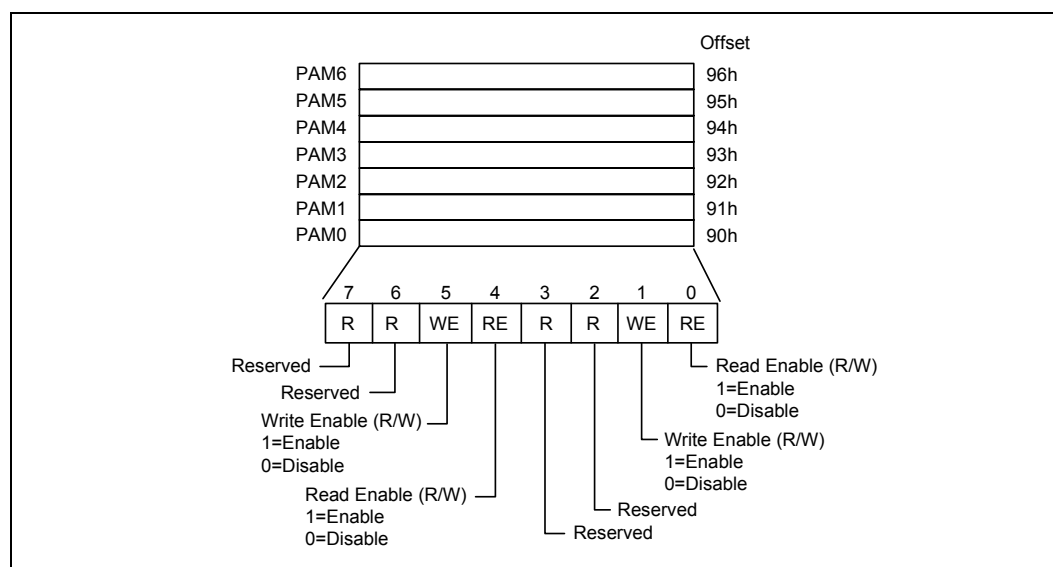 Offset
PAM6 96h
PAM5 95h
PAM4 94h
PAM3 93h
PAM2 92h
PAM1 91h
PAM0 90h
7 6 5 4 3 2 1 0
R R WE RE R R WE RE
Reserved
Reserved
Write Enable (R/W)
1=Enable
0=Disable
Read Enable (R/W)
1=Enable
0=Disable
Reserved
Reserved
Write Enable (R/W)
1=Enable
0=Disable
Read Enable (R/W)
1=Enable
0=Disable